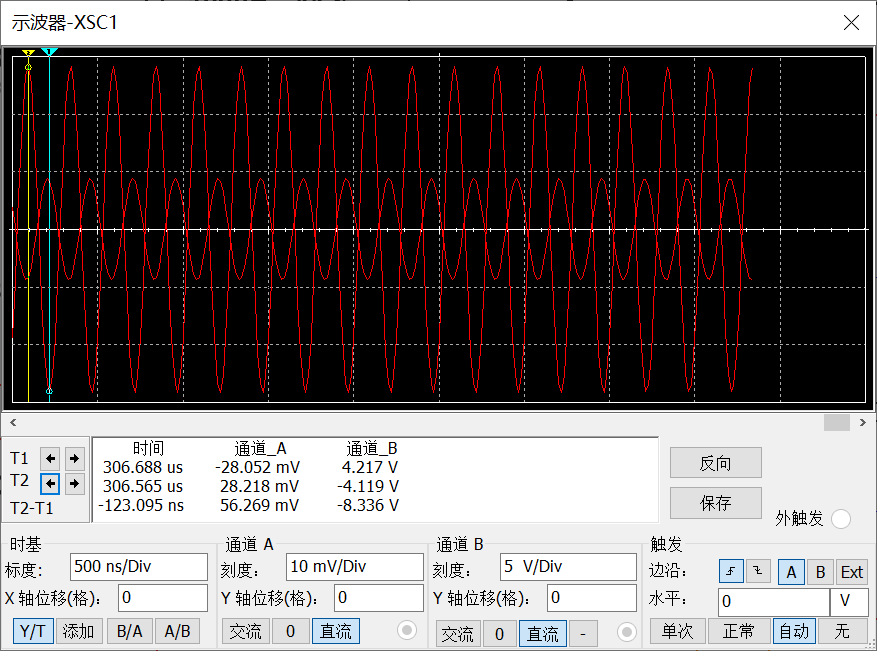 示波器-XSC1
2 1
时间 通道_A 通道_B
T1 306.688 us -28.052 mV 4.217 V
T2 306.565 us 28.218 mV -4.119 V
T2-T1 -123.095 ns 56.269 mV -8.336 V
反向
保存
外触发
时基
标度: 500 ns/Div
X 轴位移(格): 0
Y/T 添加 B/A A/B
通道 A
刻度: 10 mV/Div
Y 轴位移(格): 0
交流 0 直流
通道 B
刻度: 5 V/Div
Y 轴位移(格): 0
交流 0 直流 -
触发
边沿: A B Ext
水平: 0 V
单次 正常 自动 无